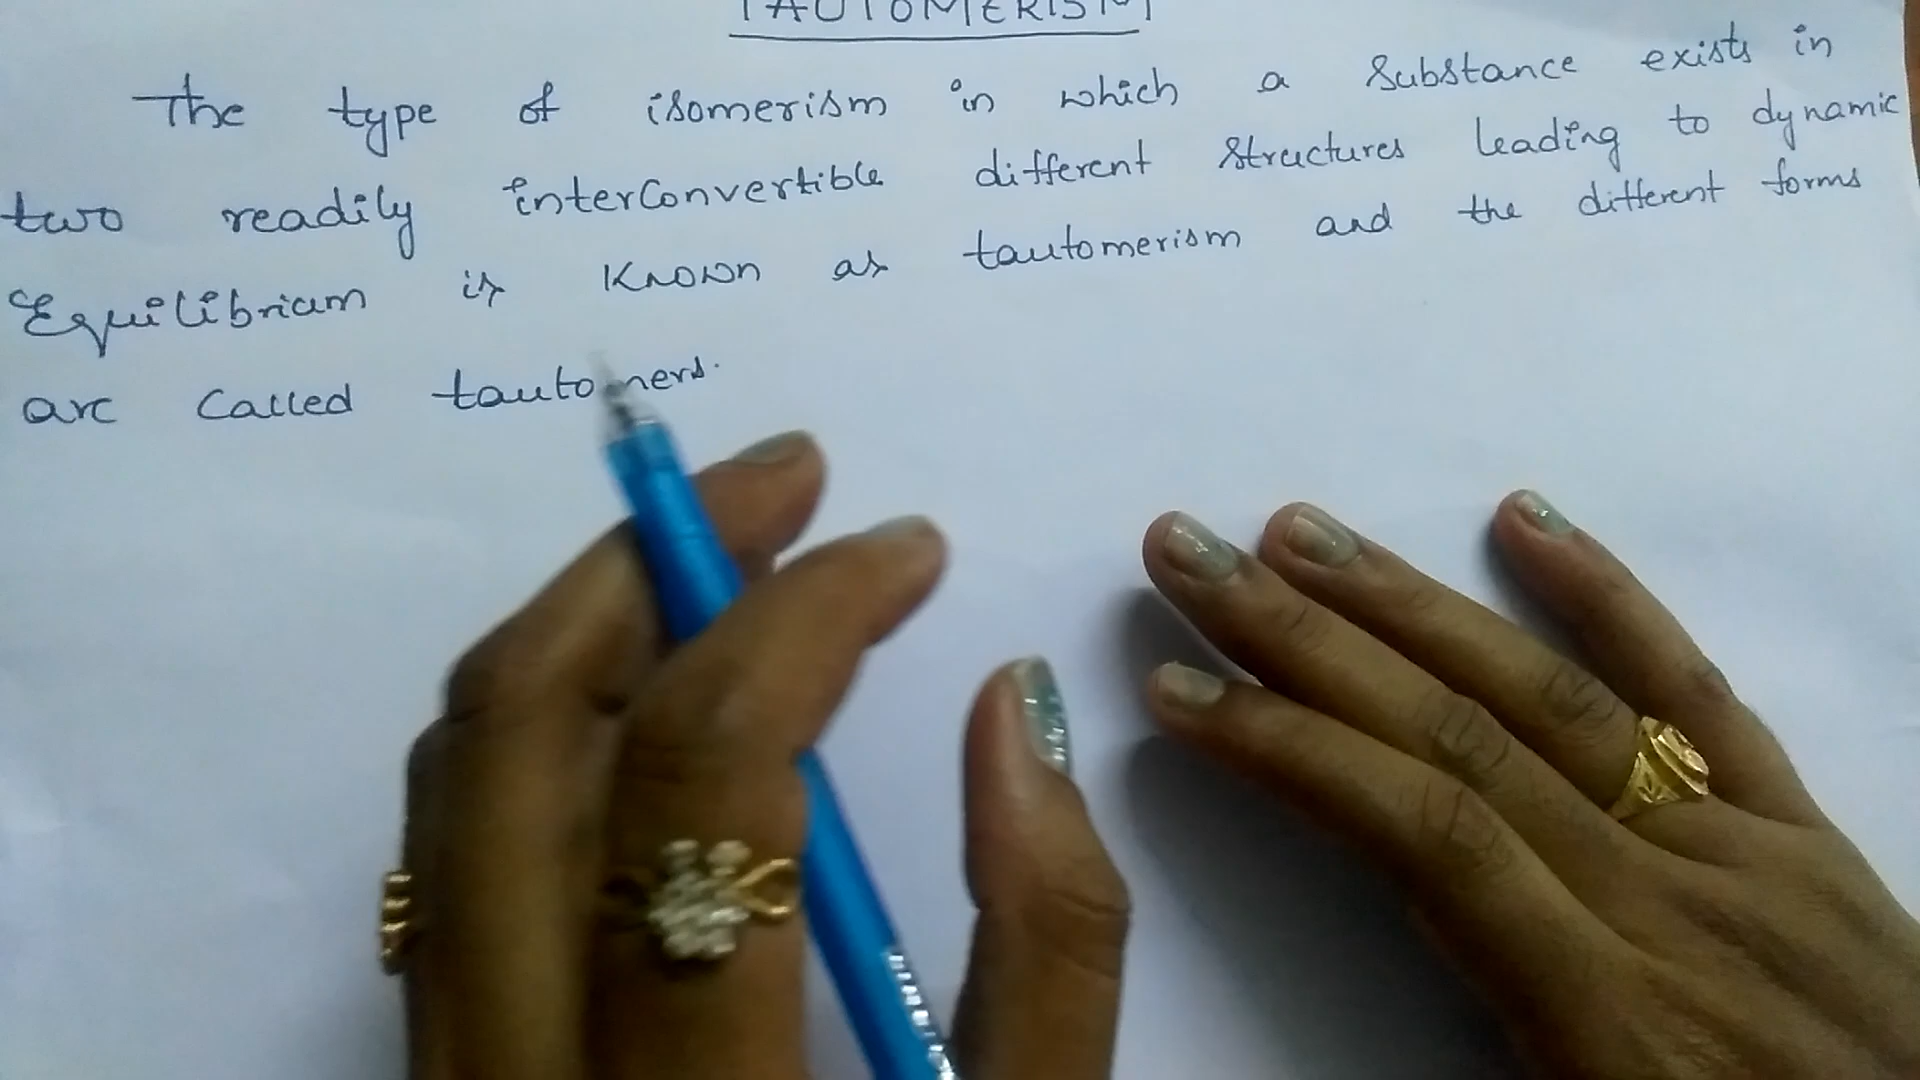 TAUTOMERISM
The type of isomerism in which a Substance exists in
two readily interconvertible different structures leading to dynamic
Equilibrium is Known as tautomerism and the different forms
are Called tautomers.